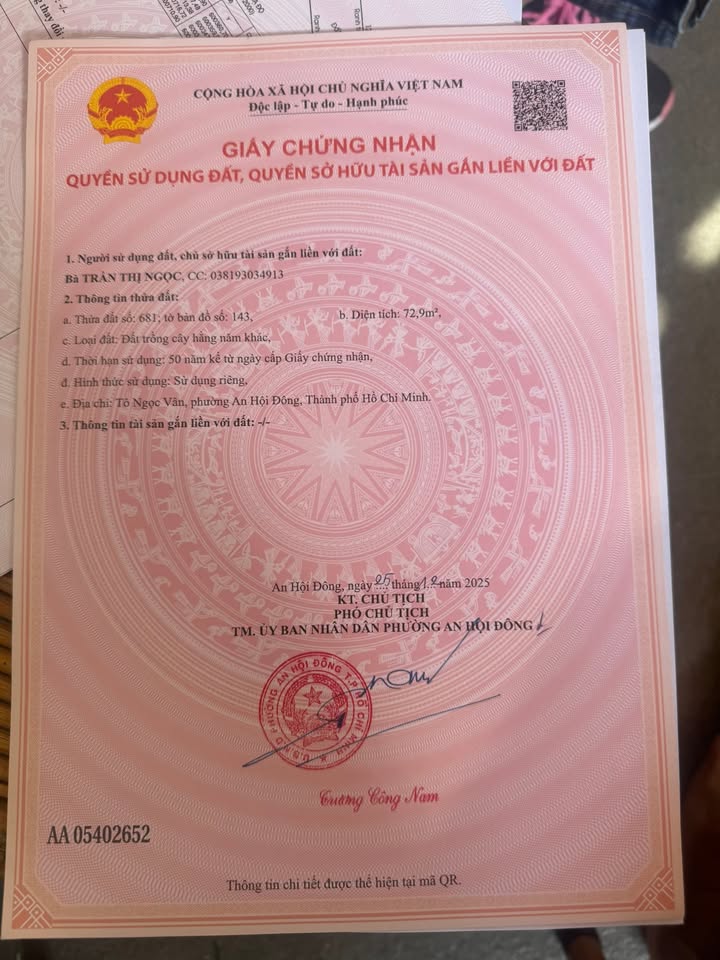 CỘNG HÒA XÃ HỘI CHỦ NGHĨA VIỆT NAM
Độc lập - Tự do - Hạnh phúc
GIẤY CHỨNG NHẬN
QUYỀN SỬ DỤNG ĐẤT, QUYỀN SỞ HỮU TÀI SẢN GẮN LIỀN VỚI ĐẤT
1. Người sử dụng đất, chủ sở hữu tài sản gắn liền với đất:
Bà TRẦN THỊ NGỌC, CC: 038193034913
2. Thông tin thửa đất:
a. Thửa đất số: 681; tờ bản đồ số: 143, b. Diện tích: 72,9m²,
c. Loại đất: Đất trồng cây hằng năm khác,
d. Thời hạn sử dụng: 50 năm kể từ ngày cấp Giấy chứng nhận,
đ. Hình thức sử dụng: Sử dụng riêng,
e. Địa chỉ: Tô Ngọc Vân, phường An Hội Đông, Thành phố Hồ Chí Minh.
3. Thông tin tài sản gắn liền với đất: -/-
An Hội Đông, ngày 05 tháng 12 năm 2025
KT. CHỦ TỊCH
PHÓ CHỦ TỊCH
TM. ỦY BAN NHÂN DÂN PHƯỜNG AN HỘI ĐÔNG
U.B.N.D PHƯỜNG AN HỘI ĐÔNG T.P HỒ CHÍ MINH
Trương Công Nam
AA 05402652
Thông tin chi tiết được thể hiện tại mã QR.